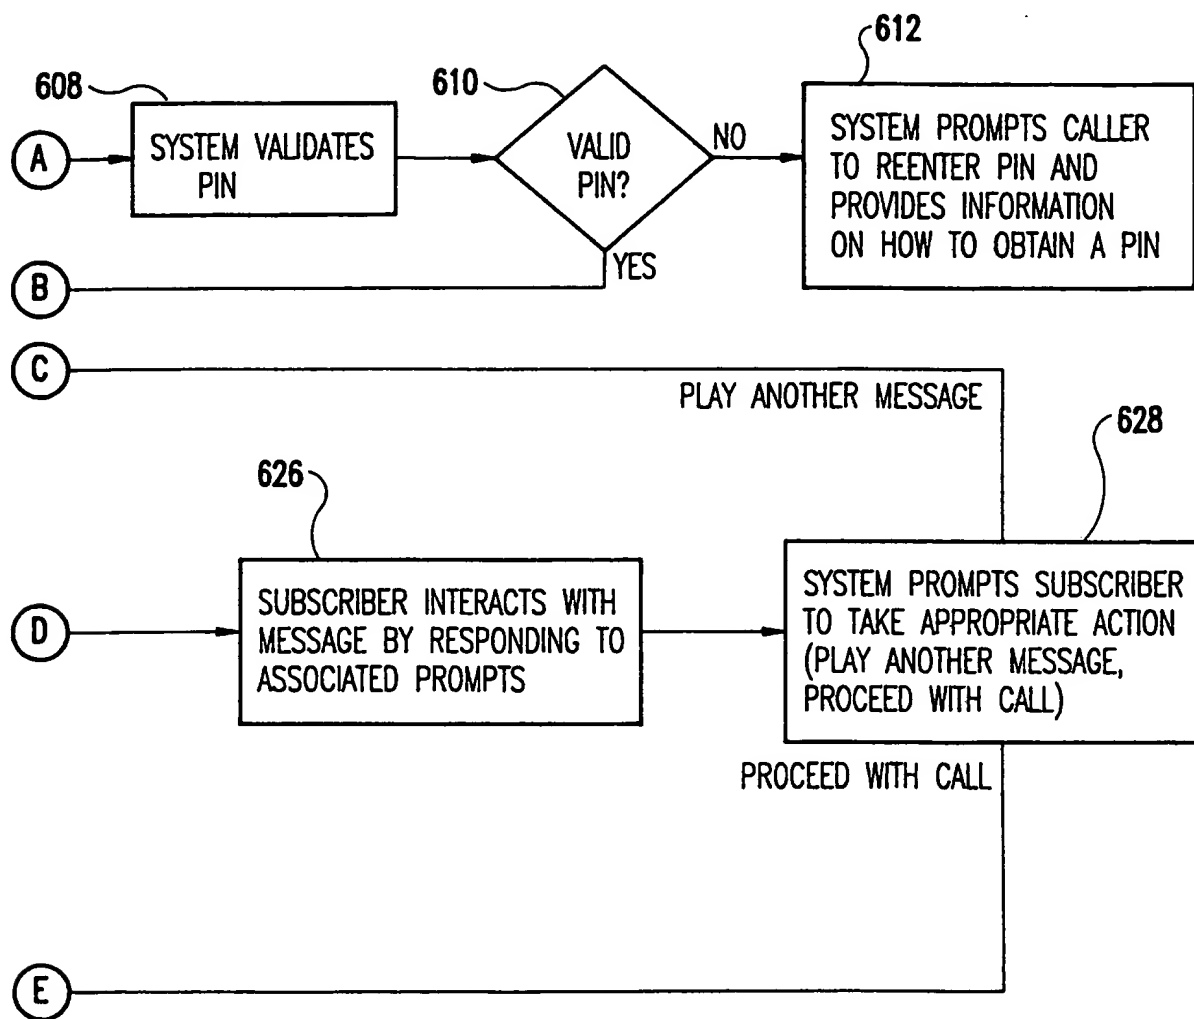 608
610
612
A
SYSTEM VALIDATES
PIN
VALID
PIN?
NO
SYSTEM PROMPTS CALLER
TO REENTER PIN AND
PROVIDES INFORMATION
ON HOW TO OBTAIN A PIN
YES
B
C
PLAY ANOTHER MESSAGE
626
628
D
SUBSCRIBER INTERACTS WITH
MESSAGE BY RESPONDING TO
ASSOCIATED PROMPTS
SYSTEM PROMPTS SUBSCRIBER
TO TAKE APPROPRIATE ACTION
(PLAY ANOTHER MESSAGE,
PROCEED WITH CALL)
PROCEED WITH CALL
E